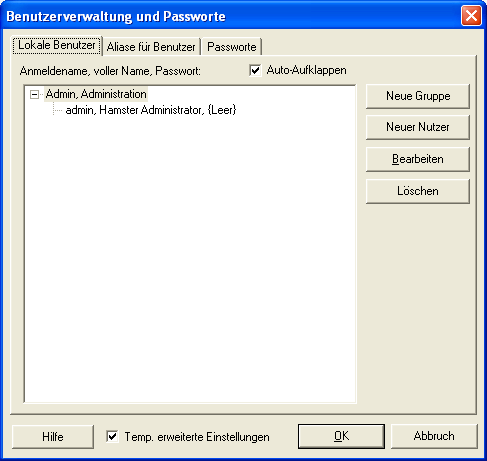 Benutzerverwaltung und Passworte
Lokale Benutzer Aliase für Benutzer Passworte
Anmeldename, voller Name, Passwort: Auto-Aufklappen
Admin, Administration
admin, Hamster Administrator, {Leer}
Neue Gruppe
Neuer Nutzer
Bearbeiten
Löschen
Hilfe Temp. erweiterte Einstellungen OK Abbruch